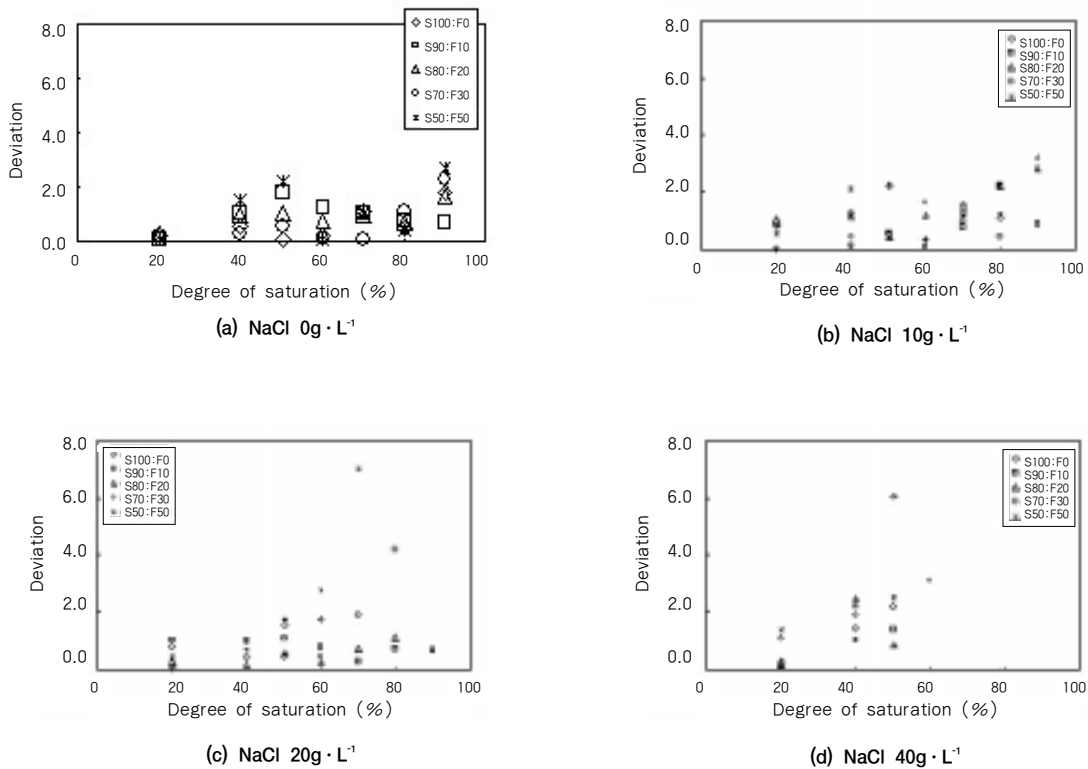 8.0
6.0
4.0
2.0
0.0
Deviation
S100:F0
S90:F10
S80:F20
S70:F30
S50:F50
0 20 40 60 80 100
Degree of saturation (%)
(a) NaCl 0g·L⁻¹
8.0
6.0
4.0
2.0
0.0
Deviation
S100:F0
S90:F10
S80:F20
S70:F30
S50:F50
0 20 40 60 80 100
Degree of saturation (%)
(b) NaCl 10g·L⁻¹
8.0
6.0
4.0
2.0
0.0
Deviation
S100:F0
S90:F10
S80:F20
S70:F30
S50:F50
0 20 40 60 80 100
Degree of saturation (%)
(c) NaCl 20g·L⁻¹
8.0
6.0
4.0
2.0
0.0
Deviation
S100:F0
S90:F10
S80:F20
S70:F30
S50:F50
0 20 40 60 80 100
Degree of saturation (%)
(d) NaCl 40g·L⁻¹